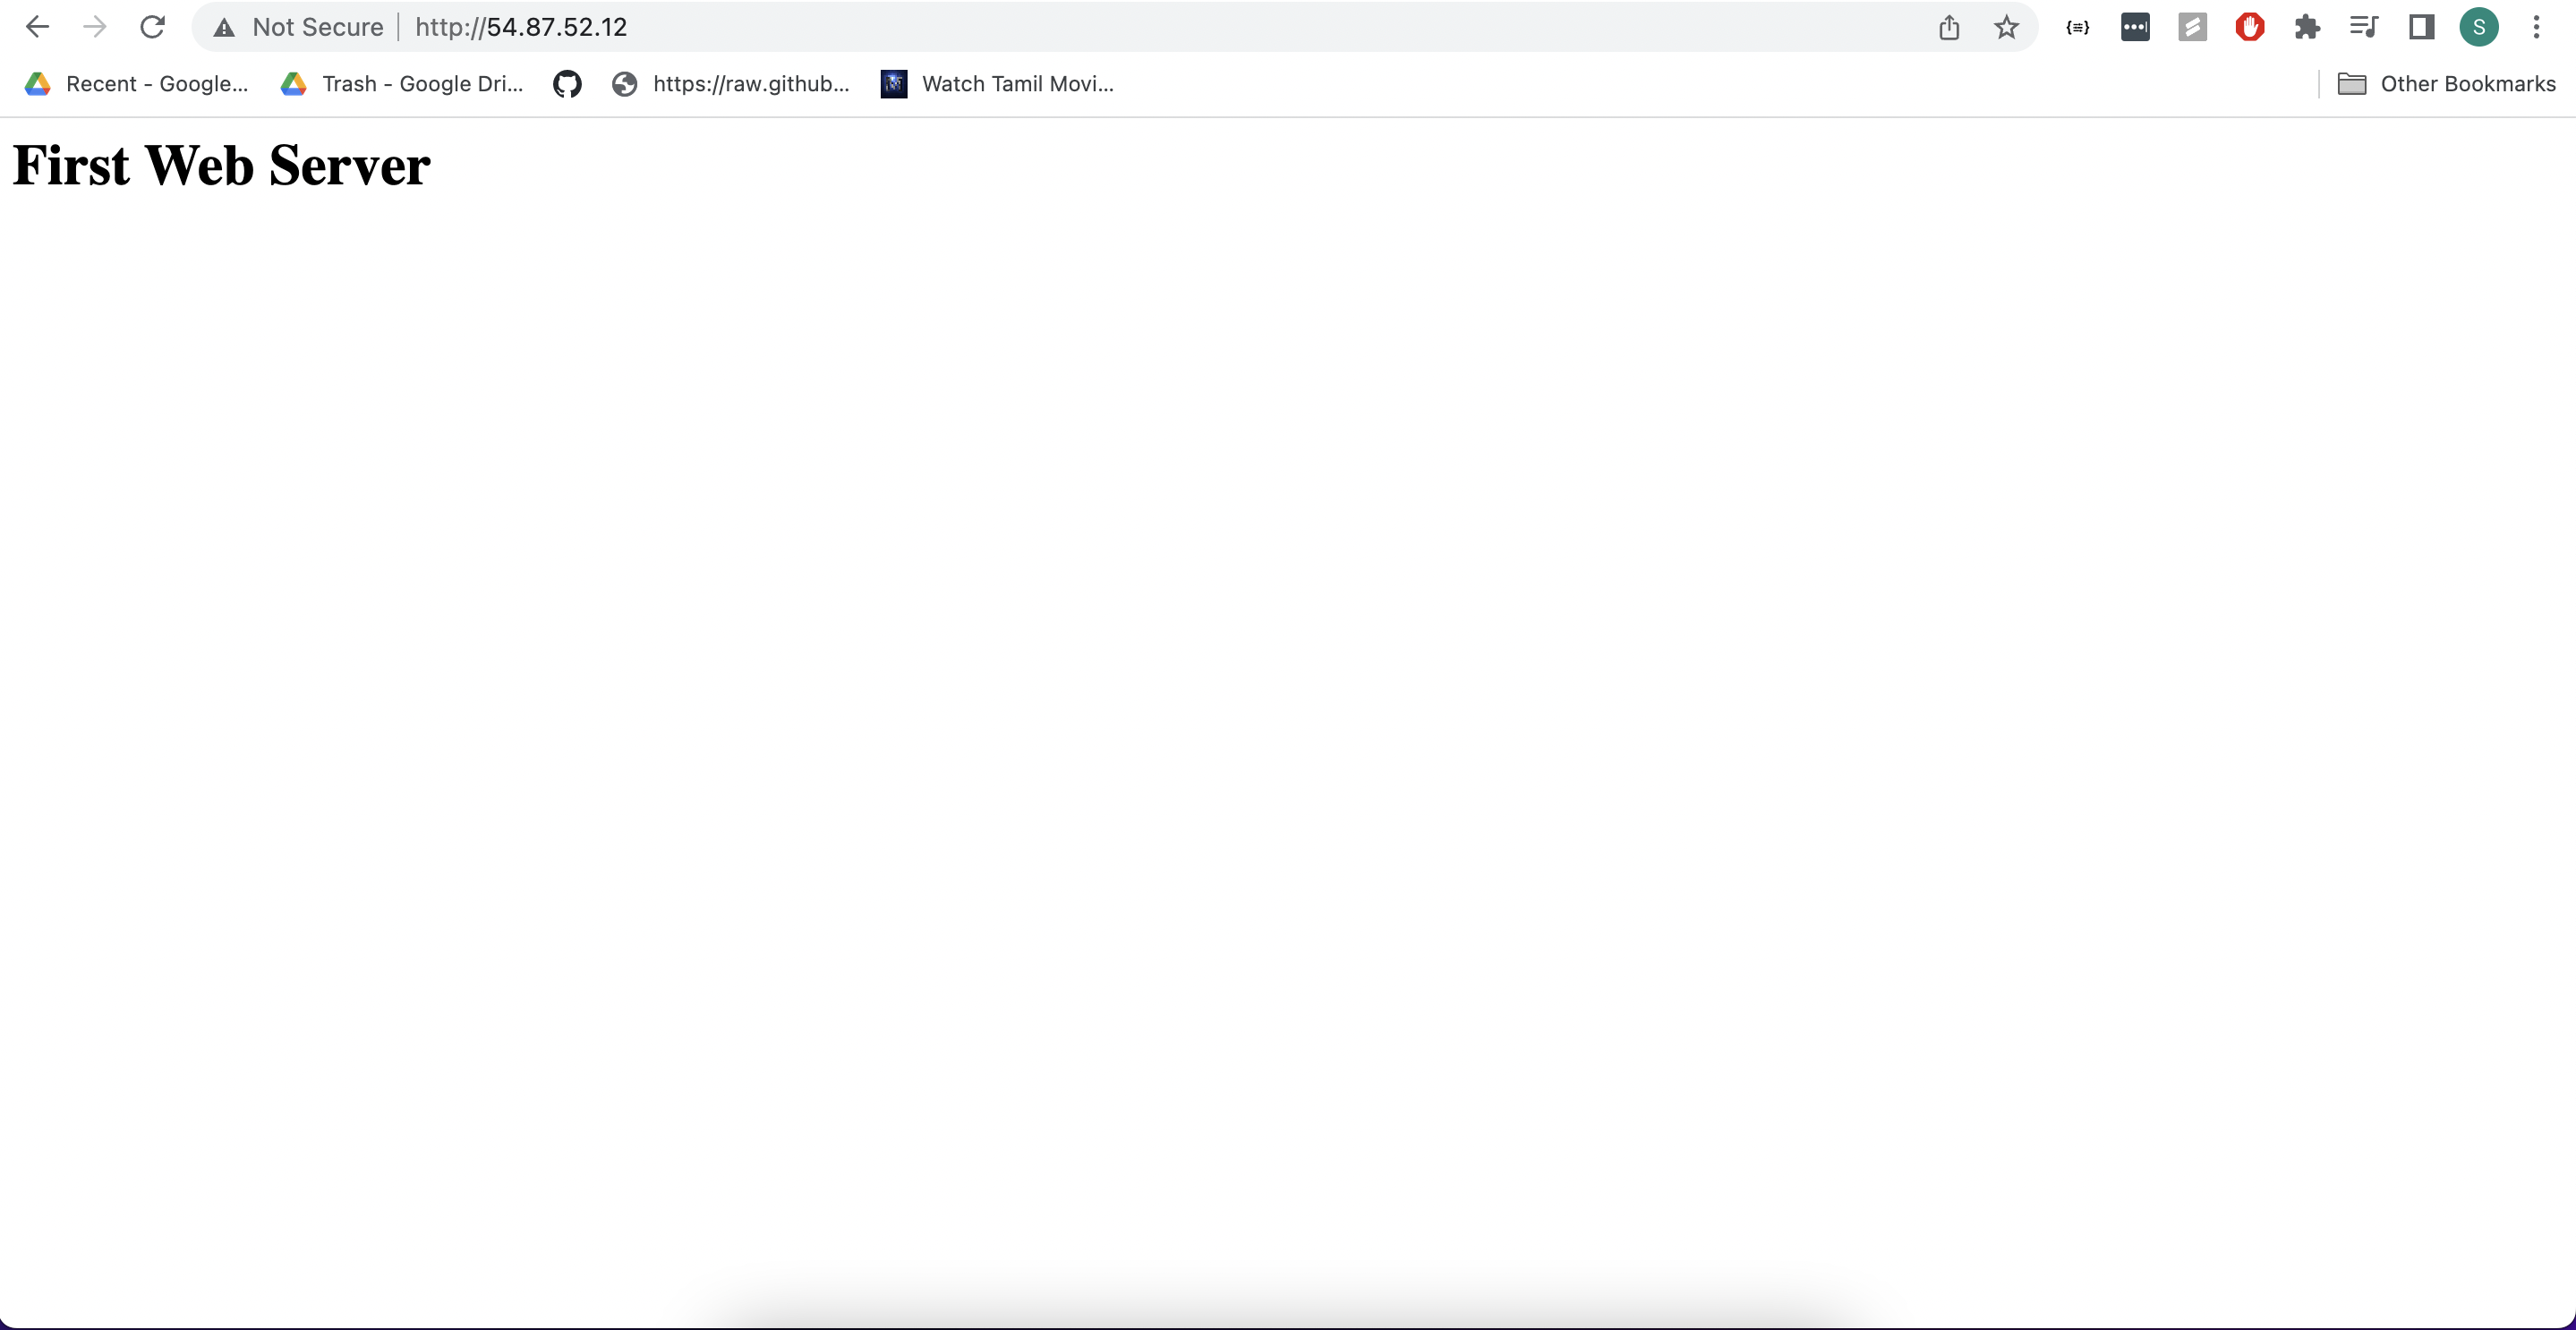 Not Secure | http://54.87.52.12
S
Recent - Google... Trash - Google Dri... https://raw.github... Watch Tamil Movi... Other Bookmarks
First Web Server